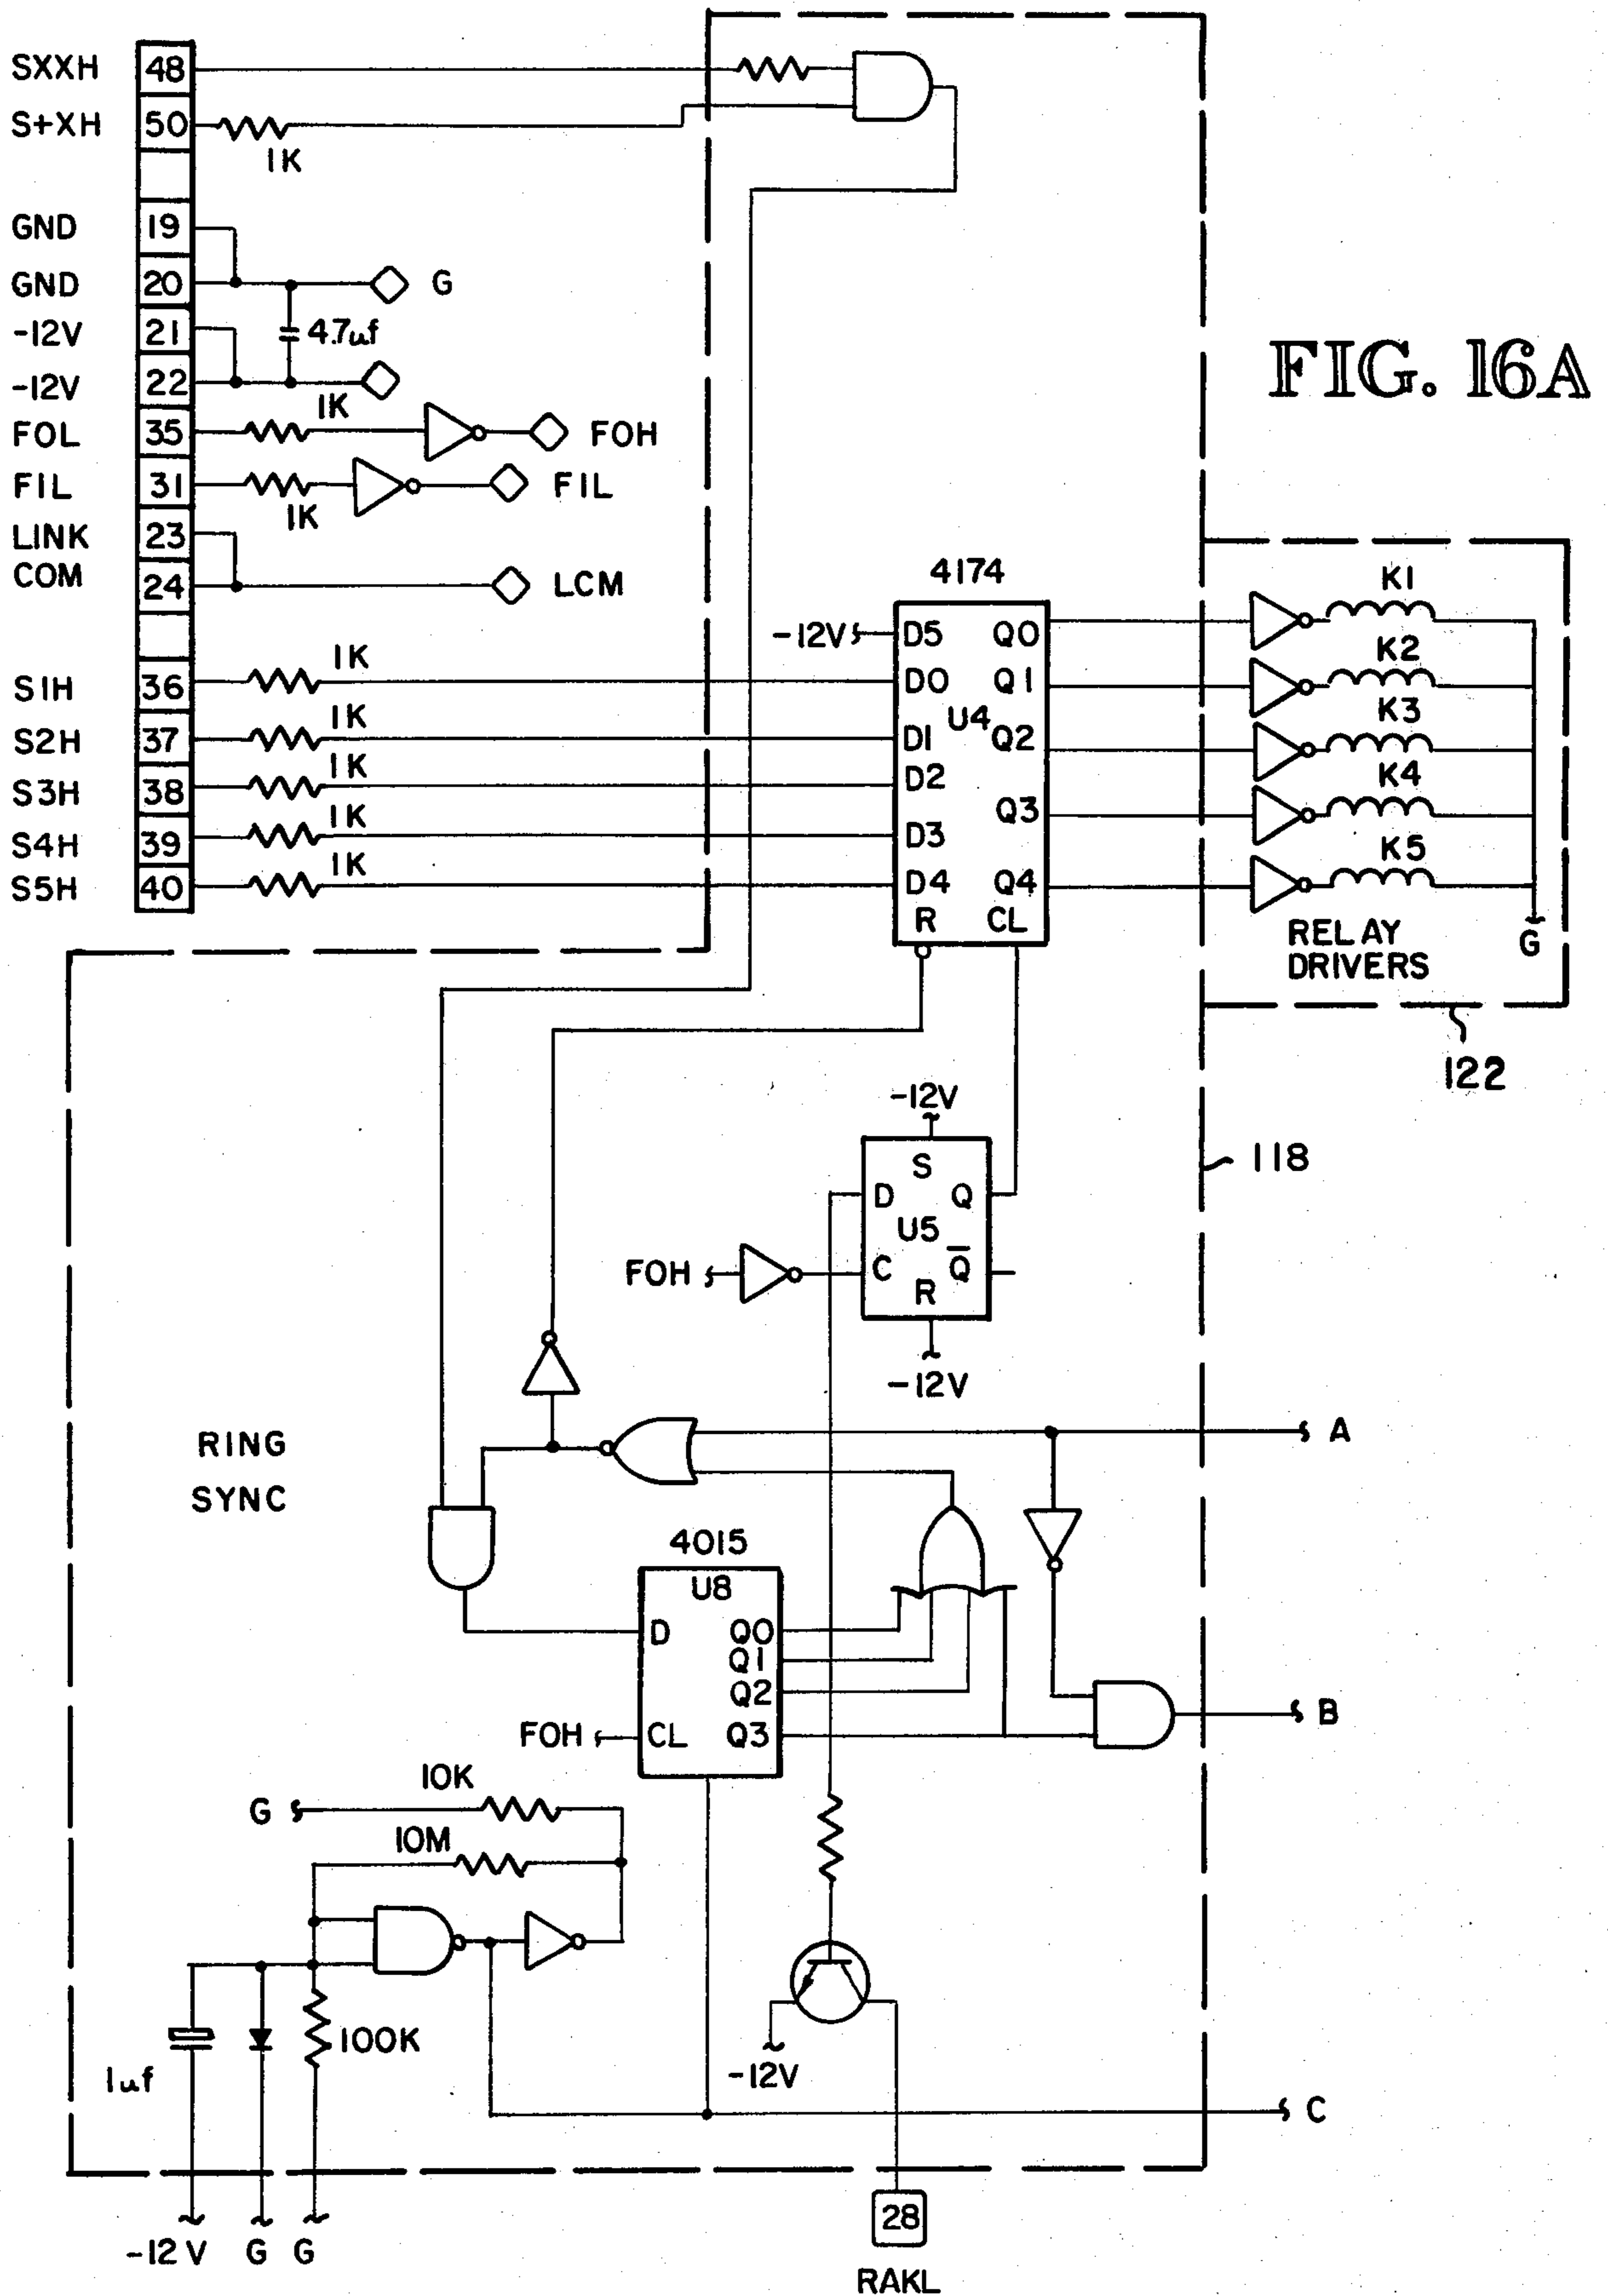 SXXH 48
S+XH 50
1K
GND 19
GND 20 G
-12V 21 4.7uf
-12V 22
1K
FOL 35 FOH
FIL 31 FIL
1K
LINK 23
COM 24 LCM
FIG. 16A
4174
-12V D5 Q0 K1
S1H 36 1K D0 Q1 K2
U4
S2H 37 1K D1 Q2 K3
S3H 38 1K D2
S4H 39 1K D3 Q3 K4
S5H 40 1K D4 Q4 K5
R CL
RELAY
DRIVERS
G
122
-12V
S
118
D Q
U5
FOH C Q
R
-12V
A
RING
SYNC
4015
U8
D Q0
Q1
Q2
B
FOH CL Q3
10K
G
10M
100K
1uf
-12V
C
28
-12V G G
RAKL